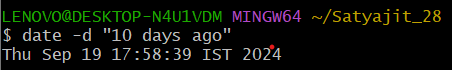 LENOVO@DESKTOP-N4U1VDM MINGW64 ~/Satyajit_28
$ date -d "10 days ago"
Thu Sep 19 17:58:39 IST 2024